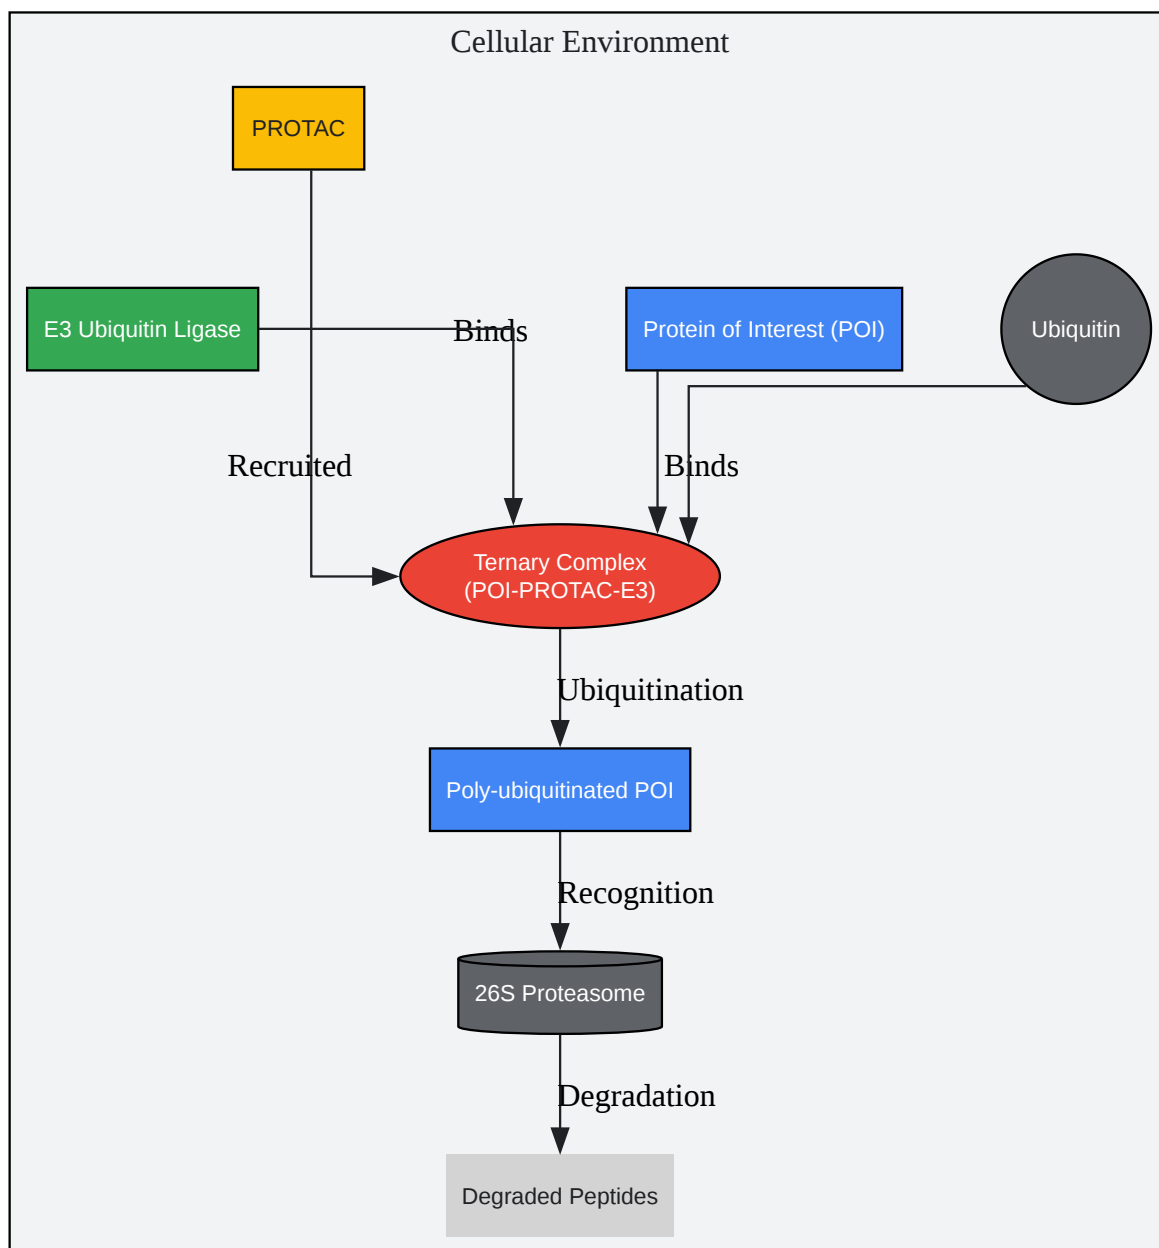 Cellular Environment
PROTAC
E3 Ubiquitin Ligase
Binds
Protein of Interest (POI)
Ubiquitin
Recruited
Binds
Ternary Complex
(POI-PROTAC-E3)
Ubiquitination
Poly-ubiquitinated POI
Recognition
26S Proteasome
Degradation
Degraded Peptides